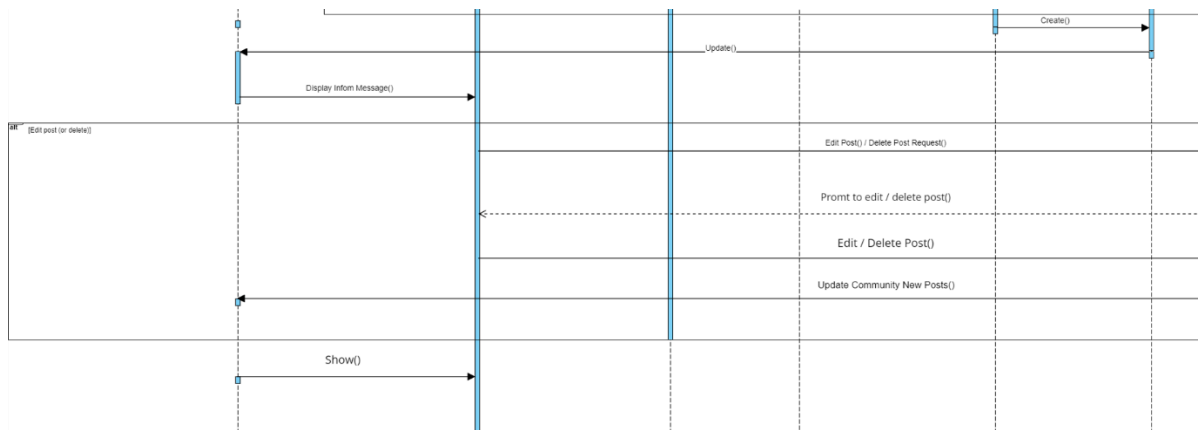 Create()
Update()
Display Infom Message()
alt [Edit post (or delete)]
Edit Post() / Delete Post Request()
Promt to edit / delete post()
Edit / Delete Post()
Update Community New Posts()
Show()